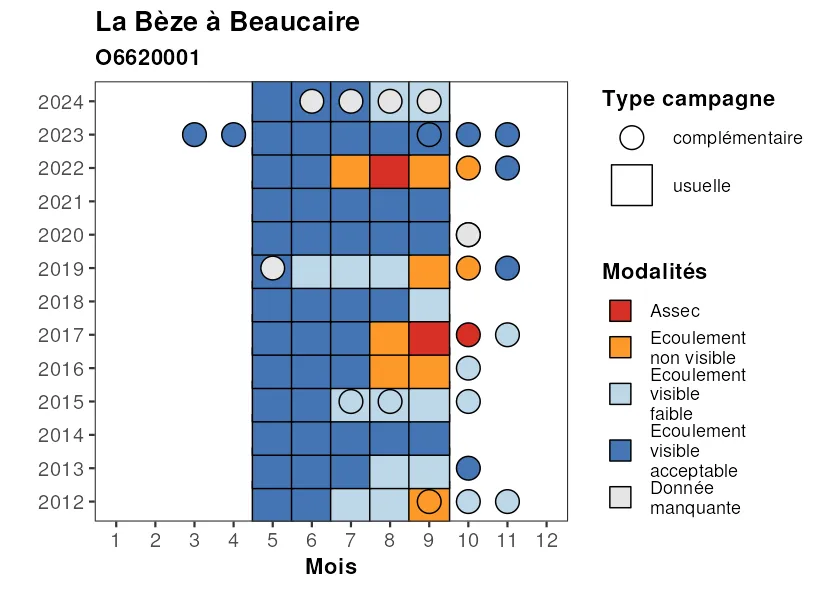 La Bèze à Beaucaire
O6620001
2024
2023
2022
2021
2020
2019
2018
2017
2016
2015
2014
2013
2012
1 2 3 4 5 6 7 8 9 10 11 12
Mois
Type campagne
complémentaire
usuelle
Modalités
Assec
Ecoulement
non visible
Ecoulement
visible
faible
Ecoulement
visible
acceptable
Donnée
manquante